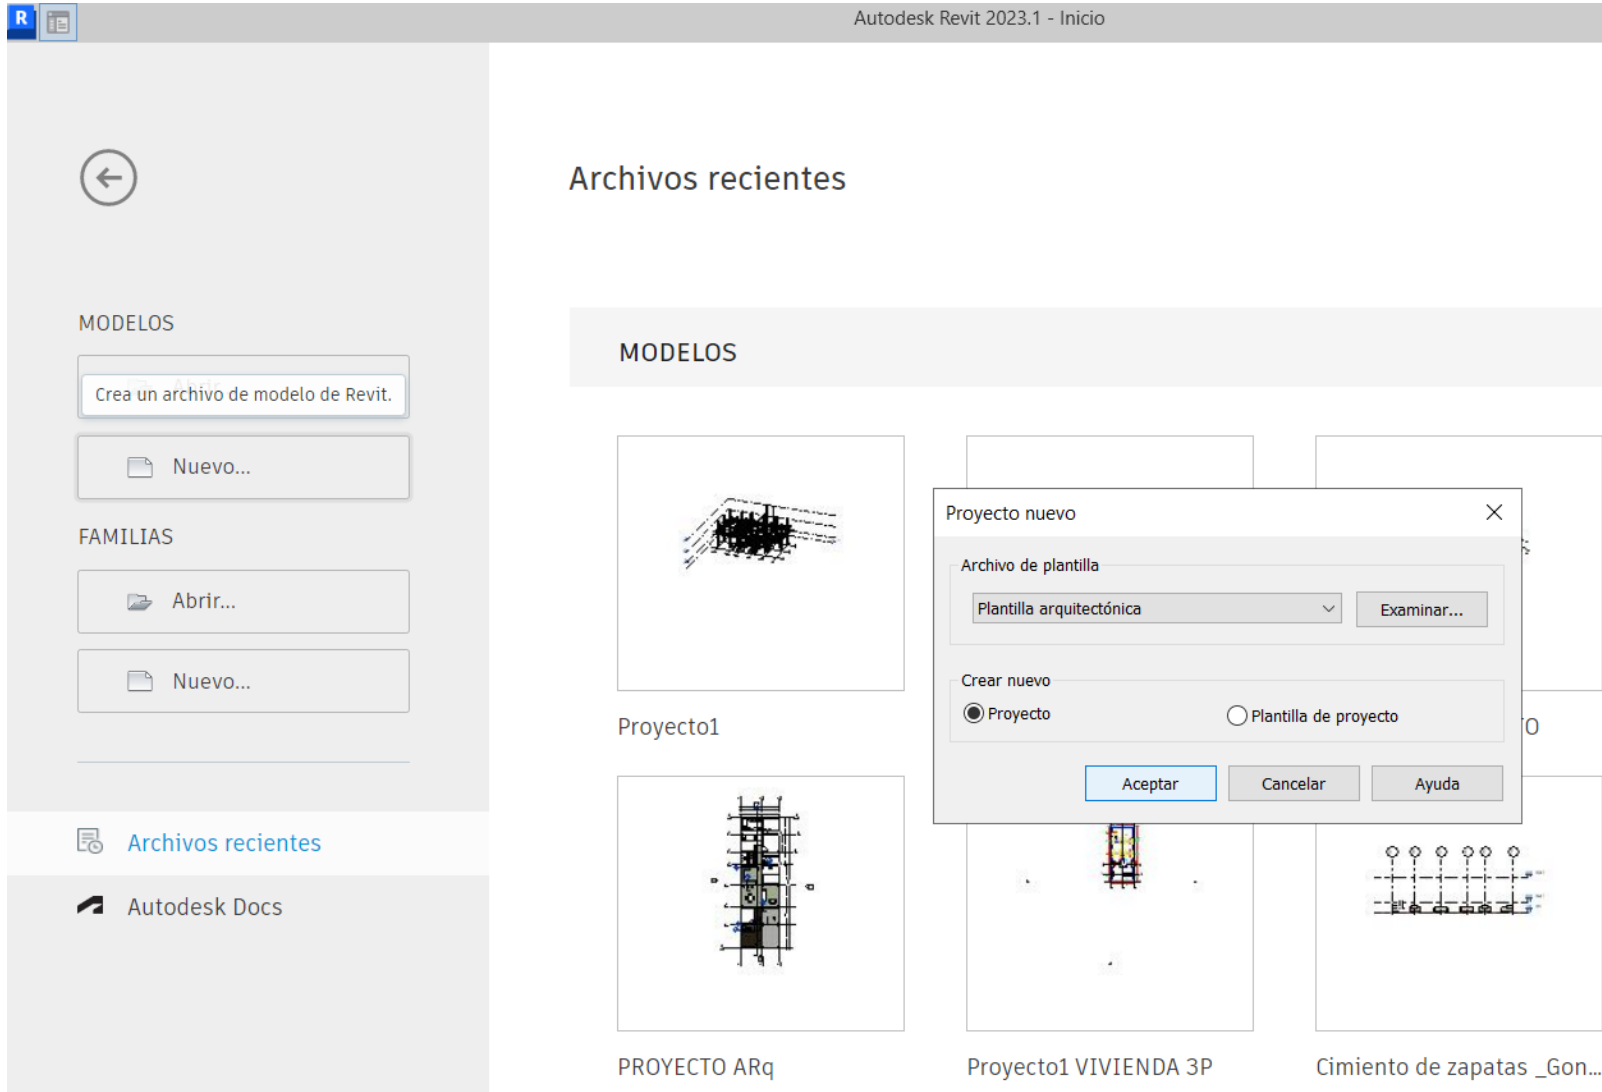 R
Autodesk Revit 2023.1 - Inicio
Archivos recientes
MODELOS
Crea un archivo de modelo de Revit.
Nuevo...
FAMILIAS
Abrir...
Nuevo...
Archivos recientes
Autodesk Docs
MODELOS
Proyecto1
Proyecto nuevo
Archivo de plantilla
Plantilla arquitectónica
Examinar...
Crear nuevo
Proyecto
Plantilla de proyecto
Aceptar
Cancelar
Ayuda
PROYECTO ARq
Proyecto1 VIVIENDA 3P
Cimiento de zapatas _Gon...